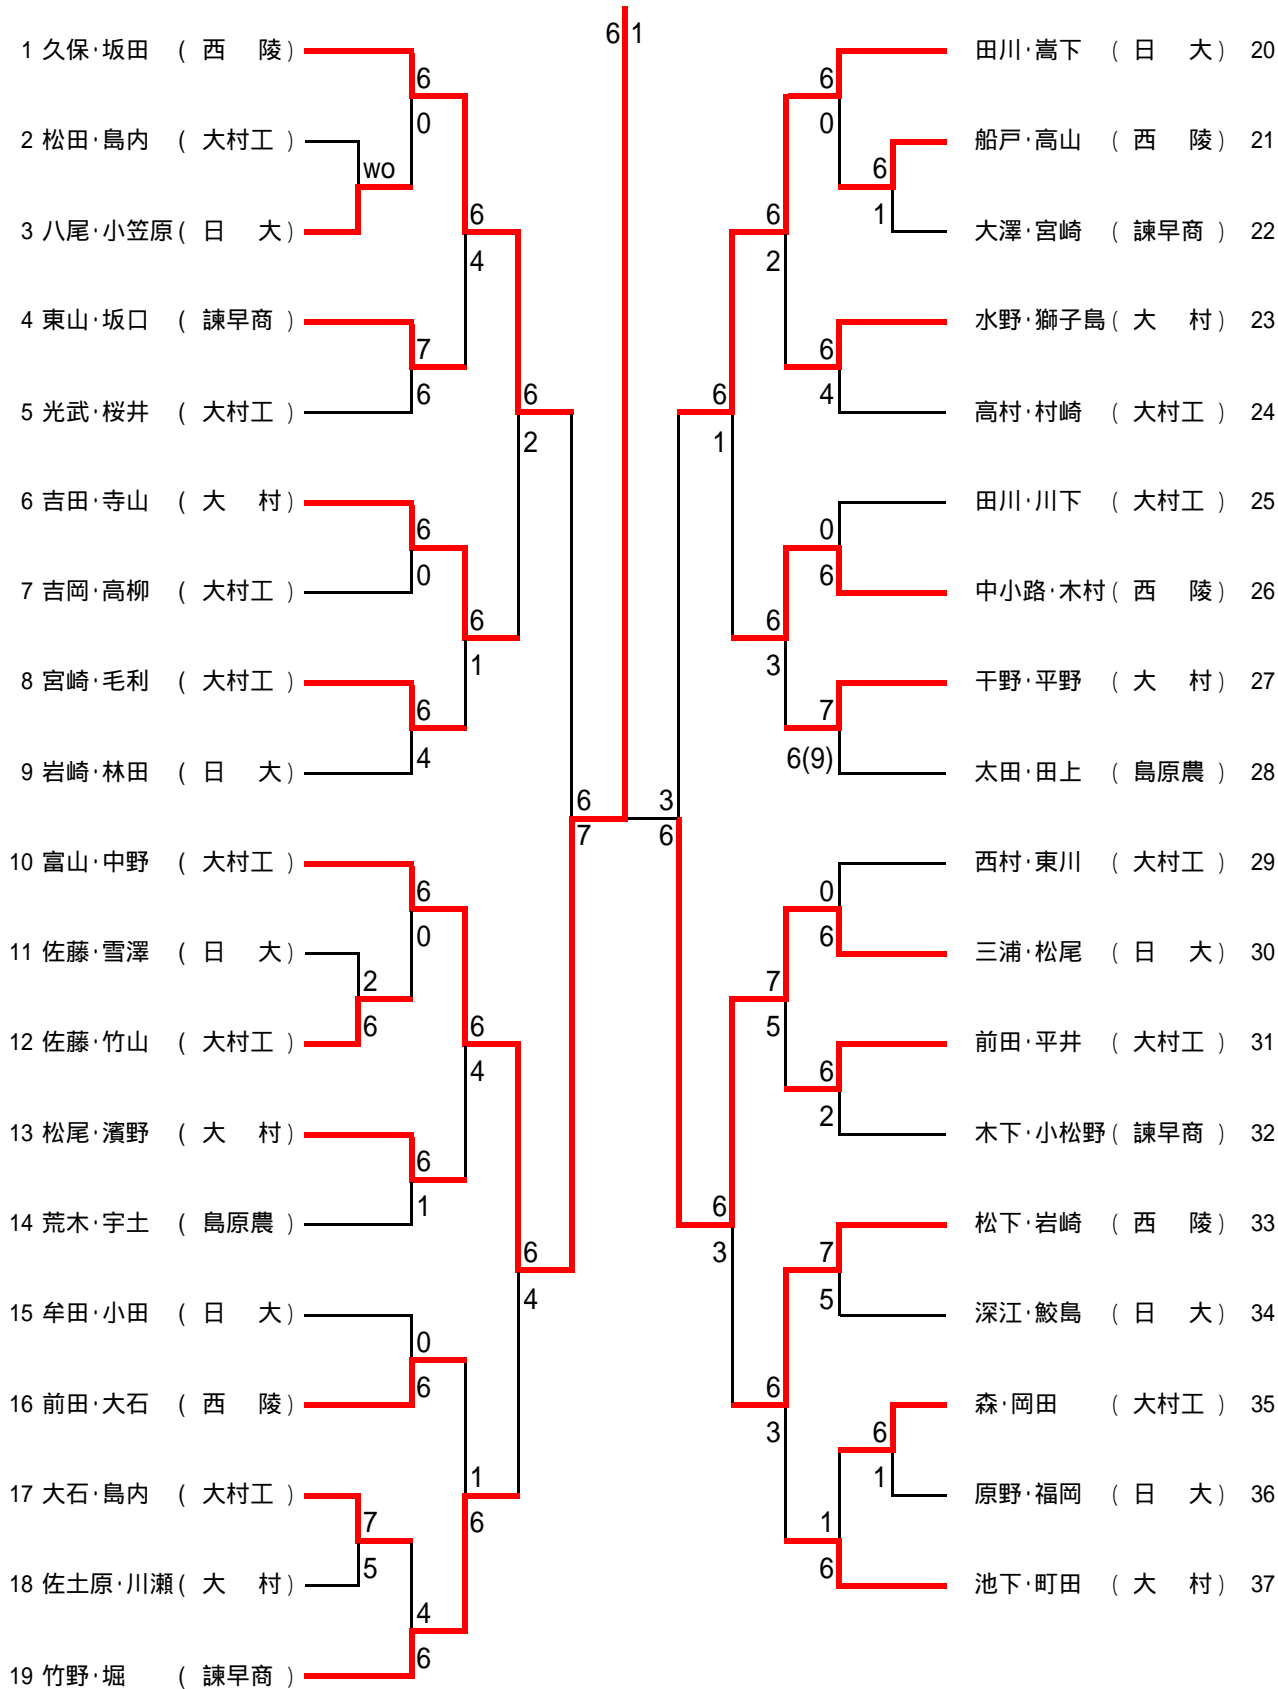 6 1
1 久保·坂田 ( 西 陵 )
6
0
2 松田·島内 ( 大村工 )
wo
3 八尾·小笠原 ( 日 大 )
6
4
4 東山·坂口 ( 諫早商 )
7
6
5 光武·桜井 ( 大村工 )
6
2
6 吉田·寺山 ( 大 村 )
6
0
7 吉岡·高柳 ( 大村工 )
6
1
8 宮崎·毛利 ( 大村工 )
6
4
9 岩崎·林田 ( 日 大 )
6
7
10 富山·中野 ( 大村工 )
6
0
11 佐藤·雪澤 ( 日 大 )
2
6
12 佐藤·竹山 ( 大村工 )
6
4
13 松尾·濱野 ( 大 村 )
6
1
14 荒木·宇土 ( 島原農 )
6
4
15 牟田·小田 ( 日 大 )
0
6
16 前田·大石 ( 西 陵 )
1
6
17 大石·島内 ( 大村工 )
7
5
18 佐土原·川瀬 ( 大 村 )
4
6
19 竹野·堀 ( 諫早商 )
田川·嵩下 ( 日 大 ) 20
6
0
船戸·高山 ( 西 陵 ) 21
6
1
大澤·宮崎 ( 諫早商 ) 22
6
2
水野·獅子島 ( 大 村 ) 23
6
4
高村·村崎 ( 大村工 ) 24
6
1
田川·川下 ( 大村工 ) 25
0
6
中小路·木村 ( 西 陵 ) 26
6
3
干野·平野 ( 大 村 ) 27
7
6(9)
太田·田上 ( 島原農 ) 28
3
6
西村·東川 ( 大村工 ) 29
0
6
三浦·松尾 ( 日 大 ) 30
7
5
前田·平井 ( 大村工 ) 31
6
2
木下·小松野 ( 諫早商 ) 32
6
3
松下·岩崎 ( 西 陵 ) 33
7
5
深江·鮫島 ( 日 大 ) 34
6
3
森·岡田 ( 大村工 ) 35
6
1
原野·福岡 ( 日 大 ) 36
1
6
池下·町田 ( 大 村 ) 37